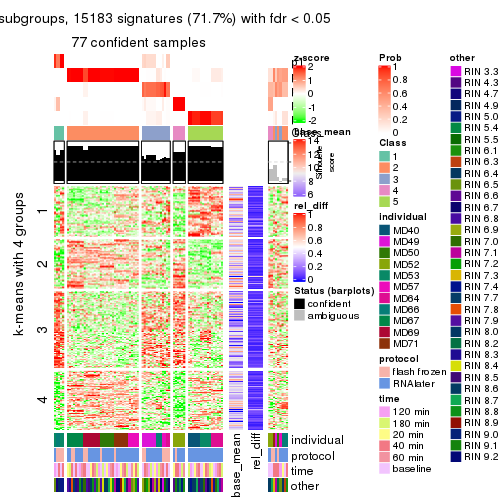 subgroups, 15183 signatures (71.7%) with fdr < 0.05
77 confident samples
k-means with 4 groups
1
2
3
4
z-score
2
1
0
-1
-2
base_mean
14
12
10
8
6
rel_diff
1
0.8
0.6
0.4
0.2
0
Status (barplots)
confident
ambiguous
Prob
1
0.8
0.6
0.4
0.2
0
Class
1
2
3
4
5
individual
MD40
MD49
MD50
MD52
MD53
MD57
MD64
MD66
MD67
MD69
MD71
protocol
flash frozen
RNAlater
time
120 min
180 min
20 min
40 min
60 min
baseline
other
RIN 3.3
RIN 4.3
RIN 4.7
RIN 4.9
RIN 5.0
RIN 5.4
RIN 5.5
RIN 6.1
RIN 6.3
RIN 6.4
RIN 6.5
RIN 6.6
RIN 6.7
RIN 6.8
RIN 6.9
RIN 7.0
RIN 7.1
RIN 7.2
RIN 7.3
RIN 7.4
RIN 7.7
RIN 7.8
RIN 7.9
RIN 8.0
RIN 8.2
RIN 8.3
RIN 8.4
RIN 8.5
RIN 8.6
RIN 8.7
RIN 8.8
RIN 8.9
RIN 9.0
RIN 9.1
RIN 9.2
individual
protocol
time
other
base_mean
rel_diff